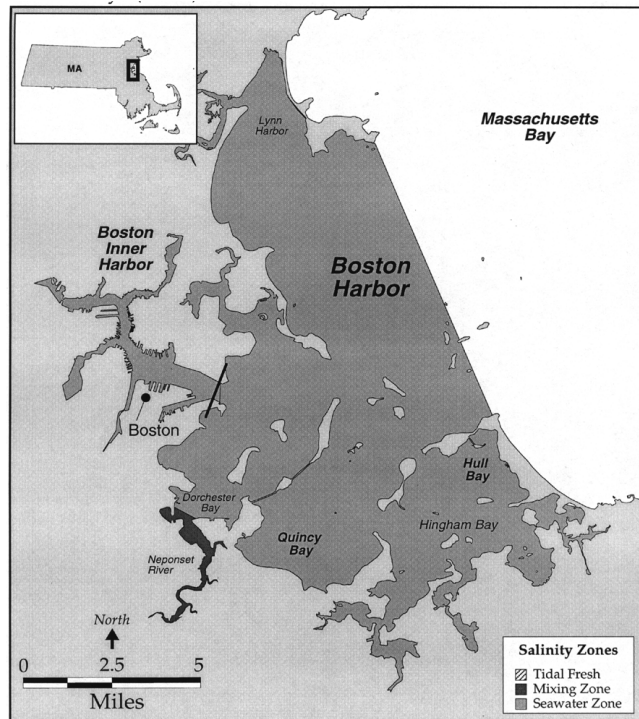 MA
Lynn
Harbor
Massachusetts
Bay
Boston
Inner
Harbor
Boston
Harbor
Boston
Hull
Bay
Dorchester
Bay
Hingham Bay
Quincy
Bay
Neponset
River
North
0 2.5 5
Miles
Salinity Zones
Tidal Fresh
Mixing Zone
Seawater Zone